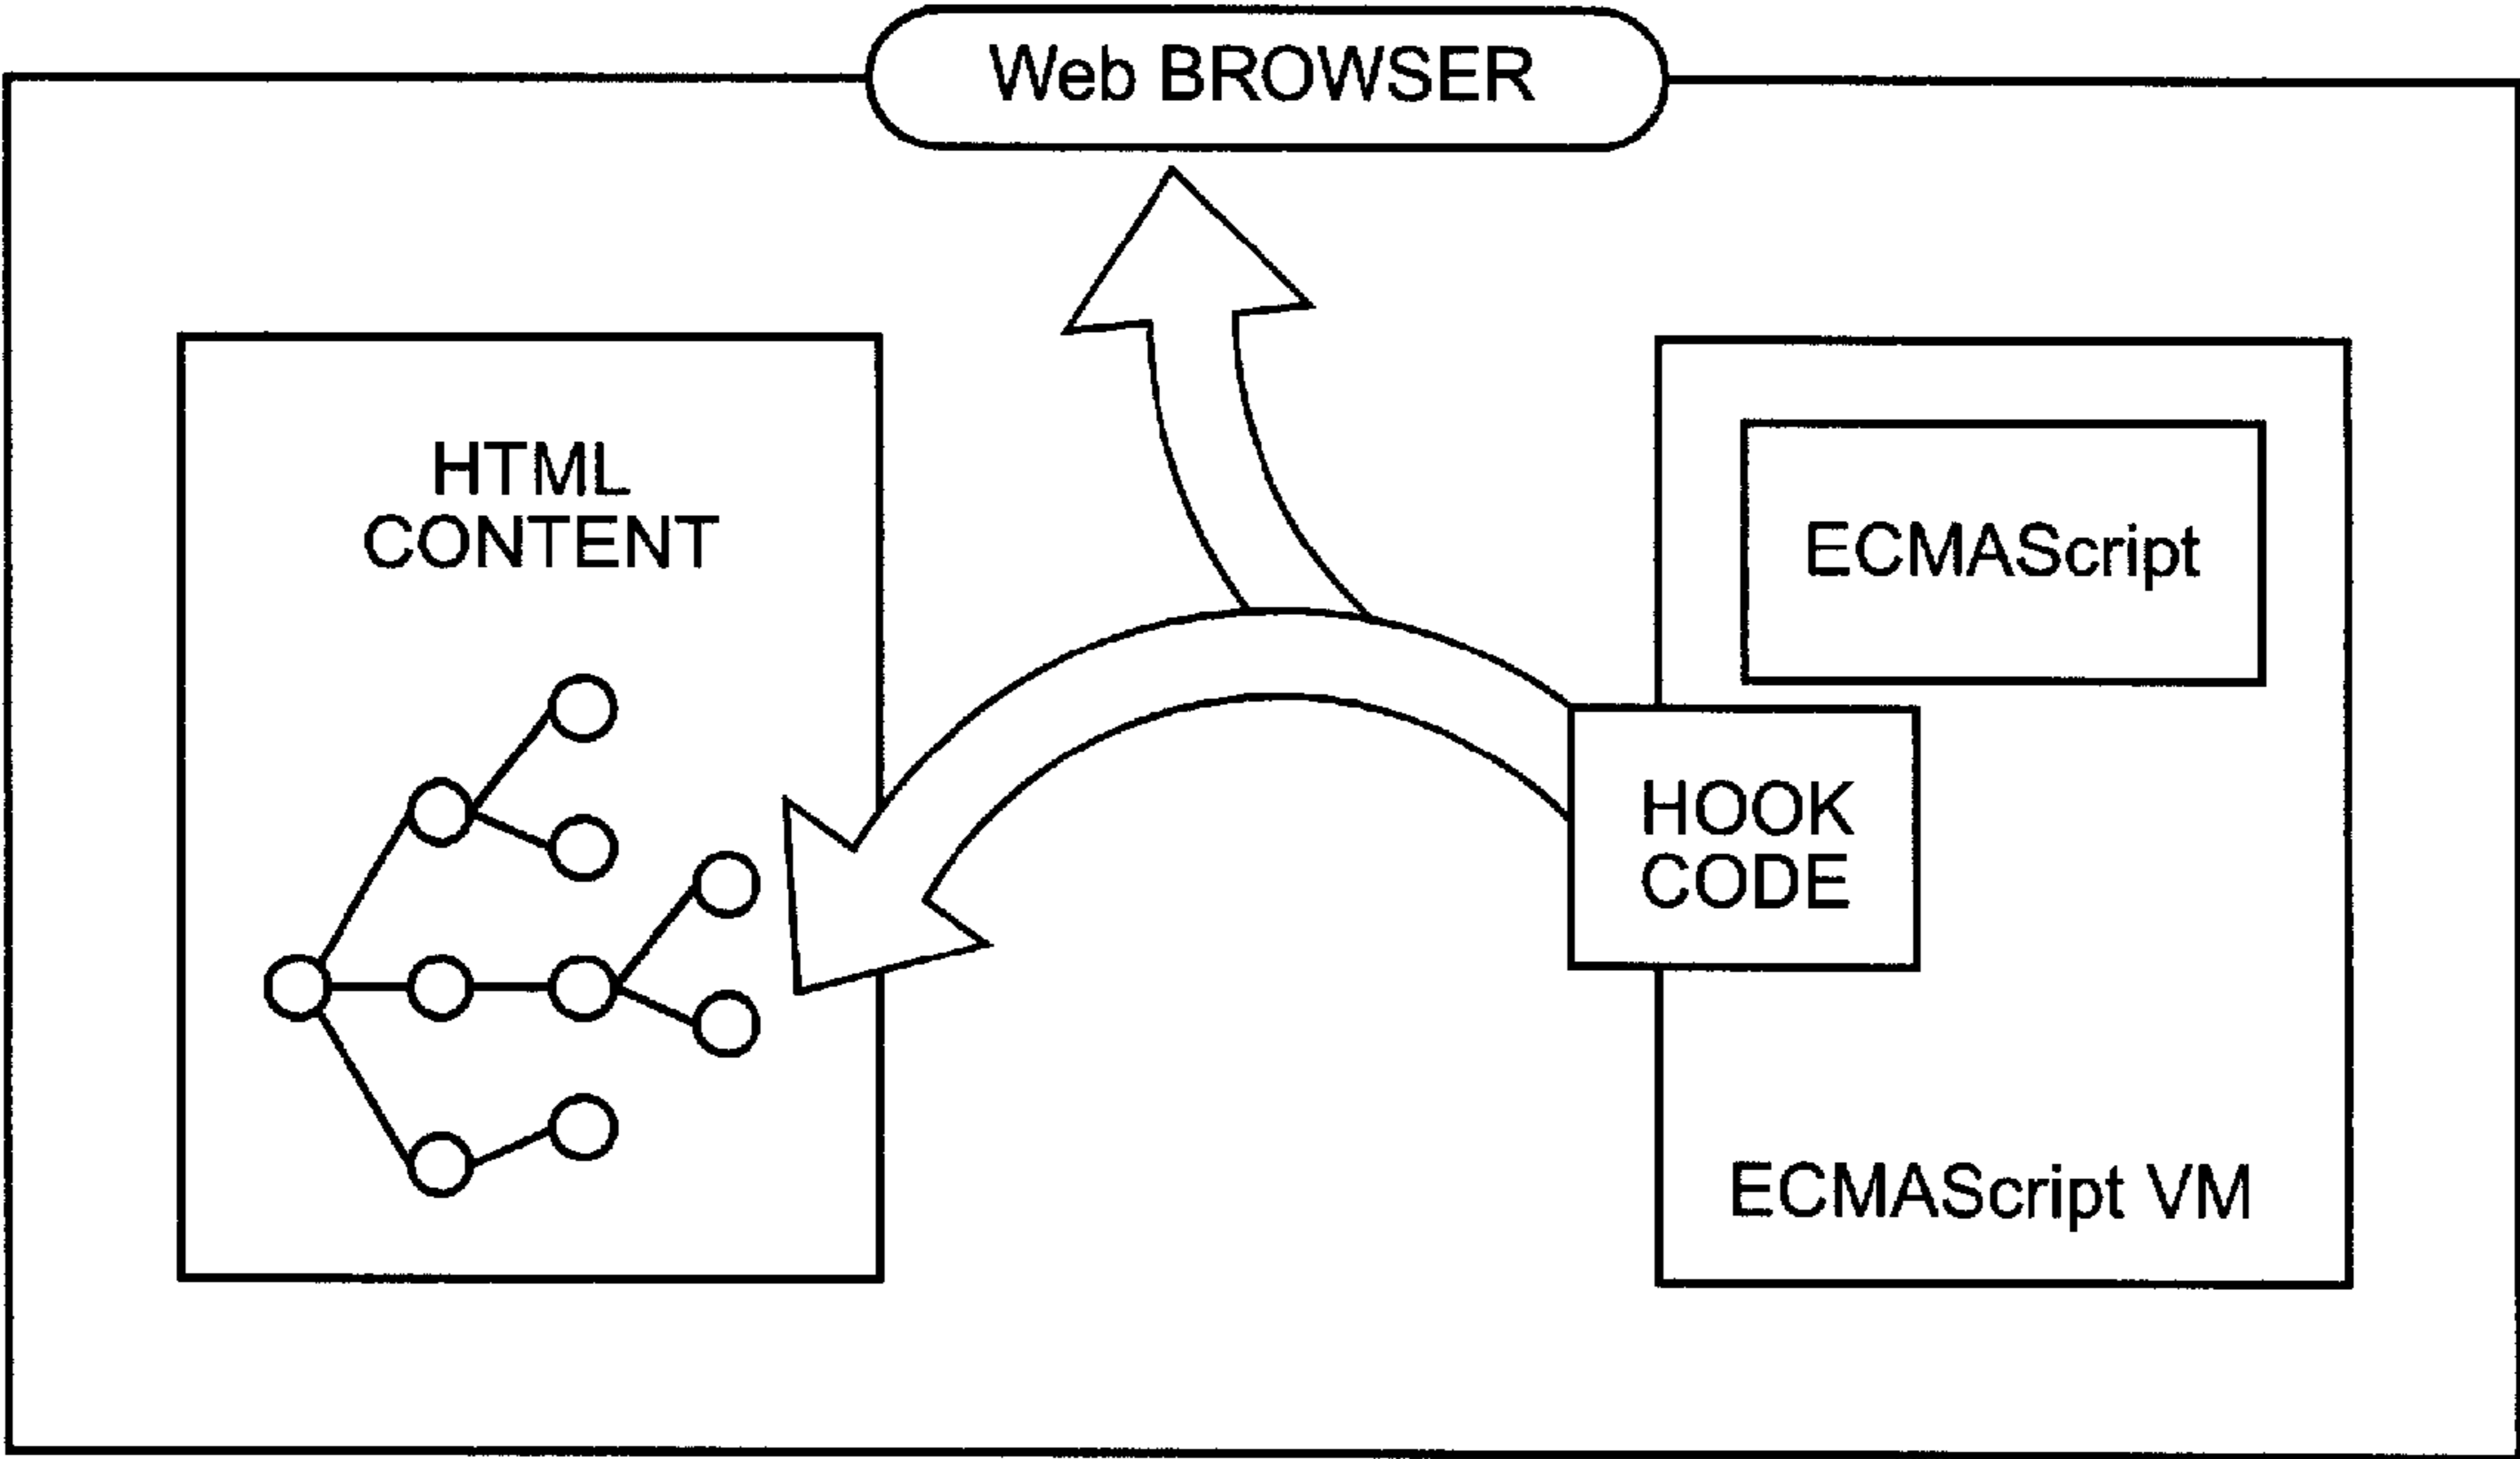 Web BROWSER
HTML
CONTENT
ECMAScript
HOOK
CODE
ECMAScript VM